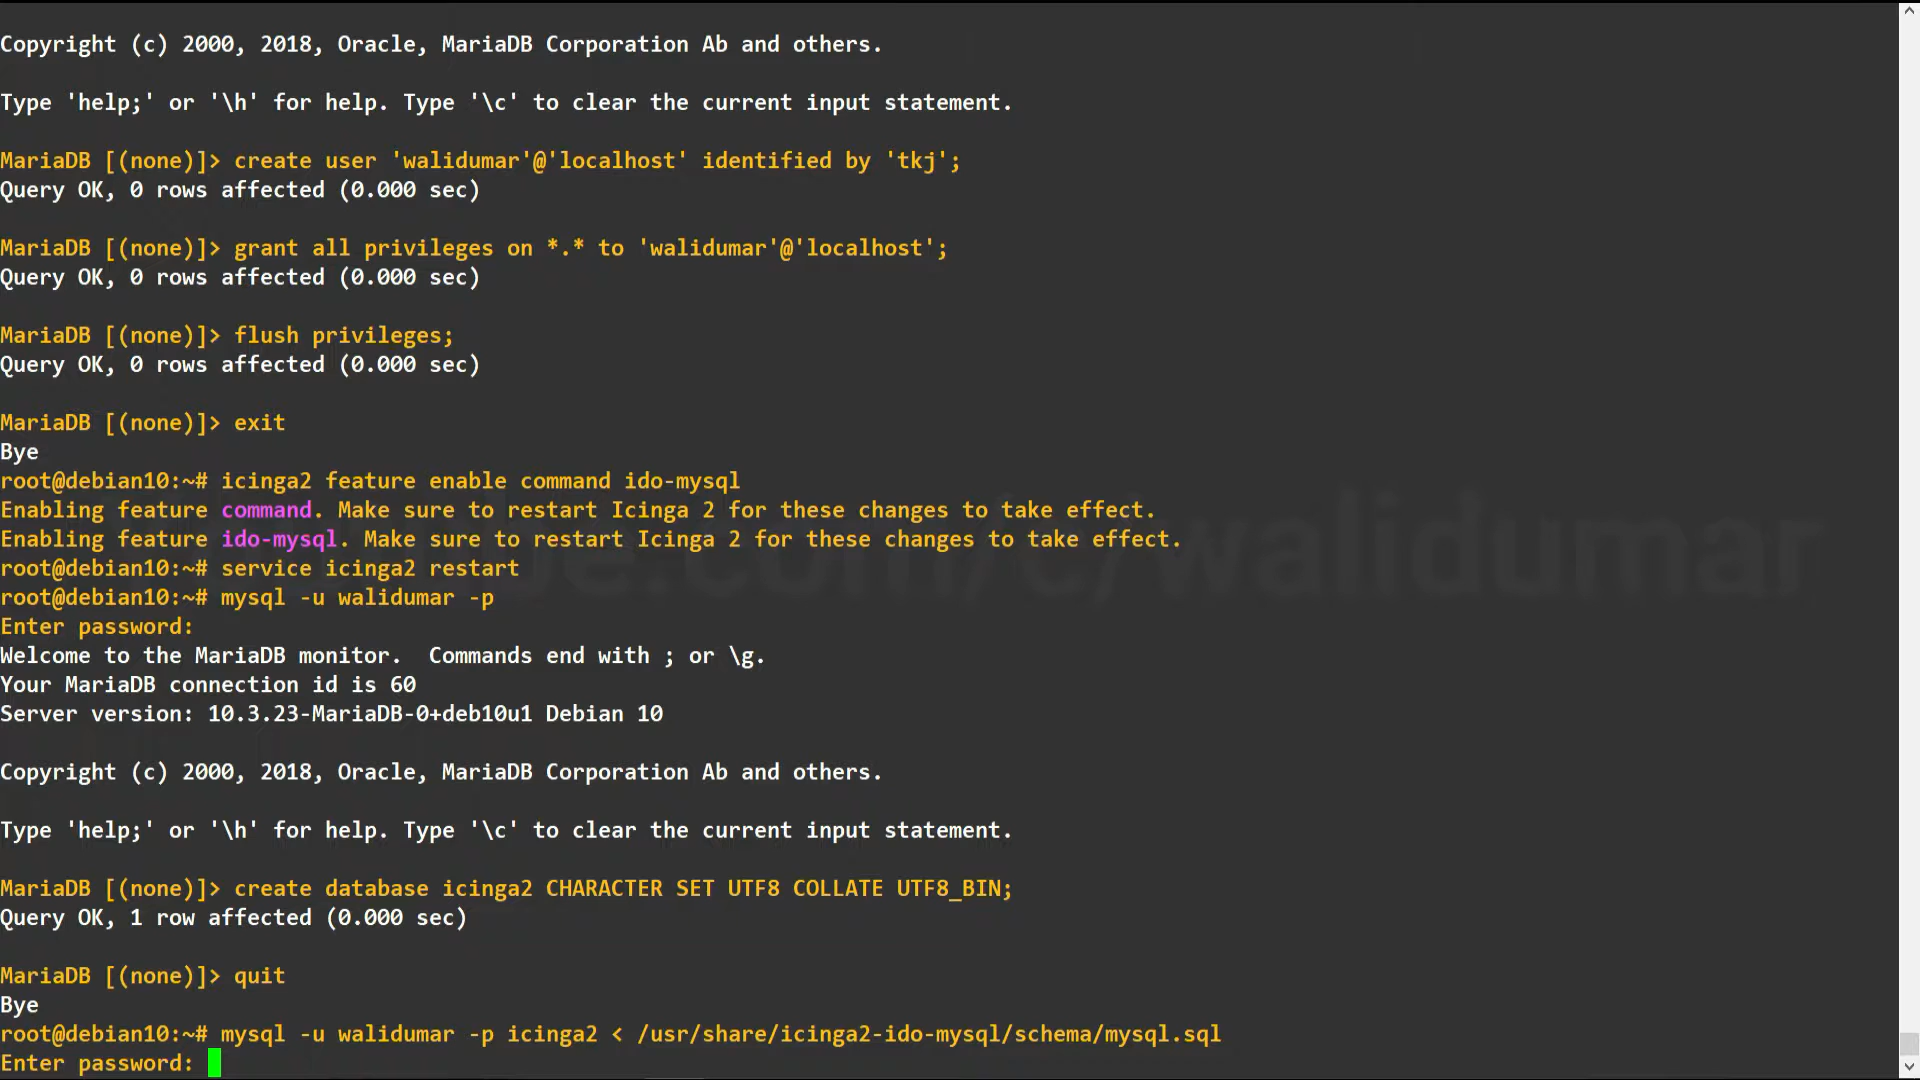 Copyright (c) 2000, 2018, Oracle, MariaDB Corporation Ab and others.
Type 'help;' or '\h' for help. Type '\c' to clear the current input statement.
MariaDB [(none)]> create user 'walidumar'@'localhost' identified by 'tkj';
Query OK, 0 rows affected (0.000 sec)
MariaDB [(none)]> grant all privileges on *.* to 'walidumar'@'localhost';
Query OK, 0 rows affected (0.000 sec)
MariaDB [(none)]> flush privileges;
Query OK, 0 rows affected (0.000 sec)
MariaDB [(none)]> exit
Bye
root@debian10:~# icinga2 feature enable command ido-mysql
Enabling feature command. Make sure to restart Icinga 2 for these changes to take effect.
Enabling feature ido-mysql. Make sure to restart Icinga 2 for these changes to take effect.
root@debian10:~# service icinga2 restart
root@debian10:~# mysql -u walidumar -p
Enter password:
Welcome to the MariaDB monitor.  Commands end with ; or \g.
Your MariaDB connection id is 60
Server version: 10.3.23-MariaDB-0+deb10u1 Debian 10
Copyright (c) 2000, 2018, Oracle, MariaDB Corporation Ab and others.
Type 'help;' or '\h' for help. Type '\c' to clear the current input statement.
MariaDB [(none)]> create database icinga2 CHARACTER SET UTF8 COLLATE UTF8_BIN;
Query OK, 1 row affected (0.000 sec)
MariaDB [(none)]> quit
Bye
root@debian10:~# mysql -u walidumar -p icinga2 < /usr/share/icinga2-ido-mysql/schema/mysql.sql
Enter password: